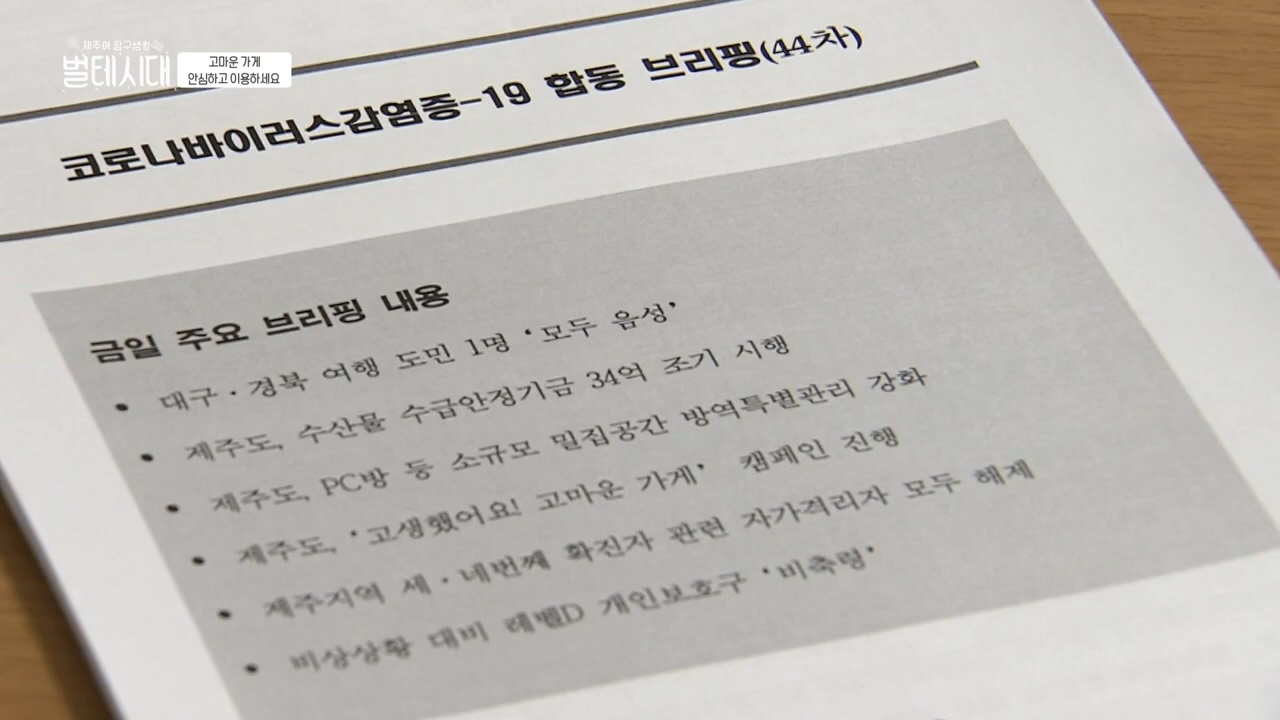 제주어 탐구생활
벌테시대
고마운 가게
안심하고 이용하세요
코로나바이러스감염증-19 합동 브리핑(44차)
금일 주요 브리핑 내용
• 대구·경북 여행 도민 1명 ‘모두 음성’
• 제주도, 수산물 수급안정기금 34억 조기 시행
• 제주도, PC방 등 소규모 밀집공간 방역특별관리 강화
• 제주도, ‘고생했어요! 고마운 가게’ 캠페인 진행
• 제주지역 세·네번째 확진자 관련 자가격리자 모두 해제
• 비상상황 대비 레벨D 개인보호구 ‘비축령’